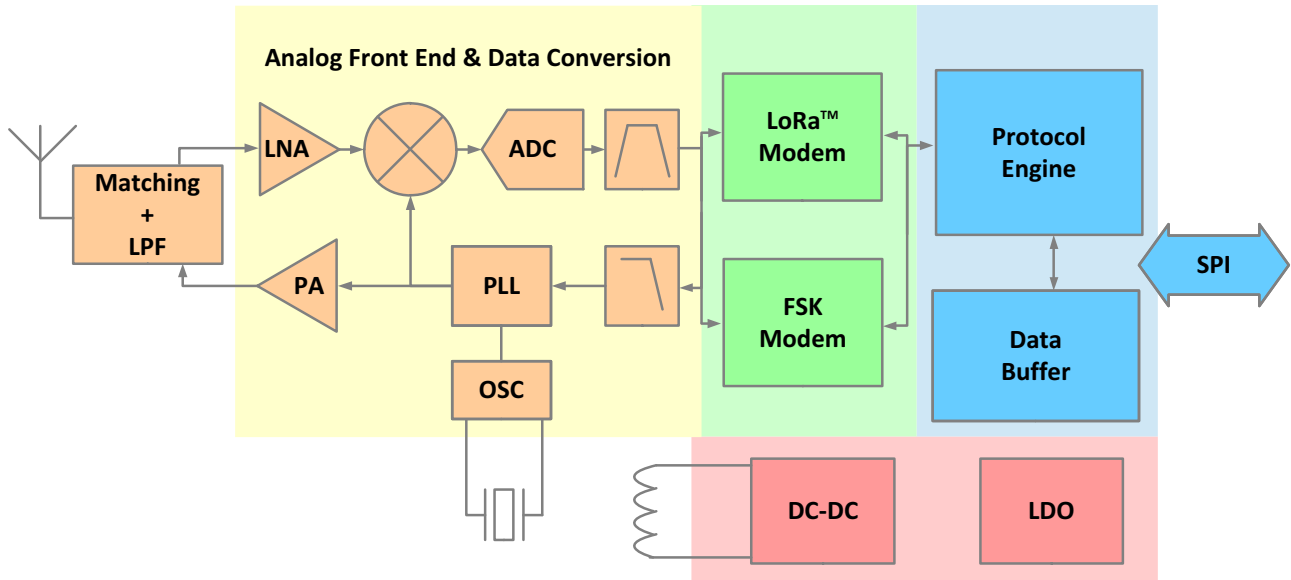 Analog Front End & Data Conversion
LNA
ADC
LoRa™
Modem
Protocol
Engine
Matching
+
LPF
PA
PLL
FSK
Modem
SPI
Data
Buffer
OSC
DC-DC
LDO